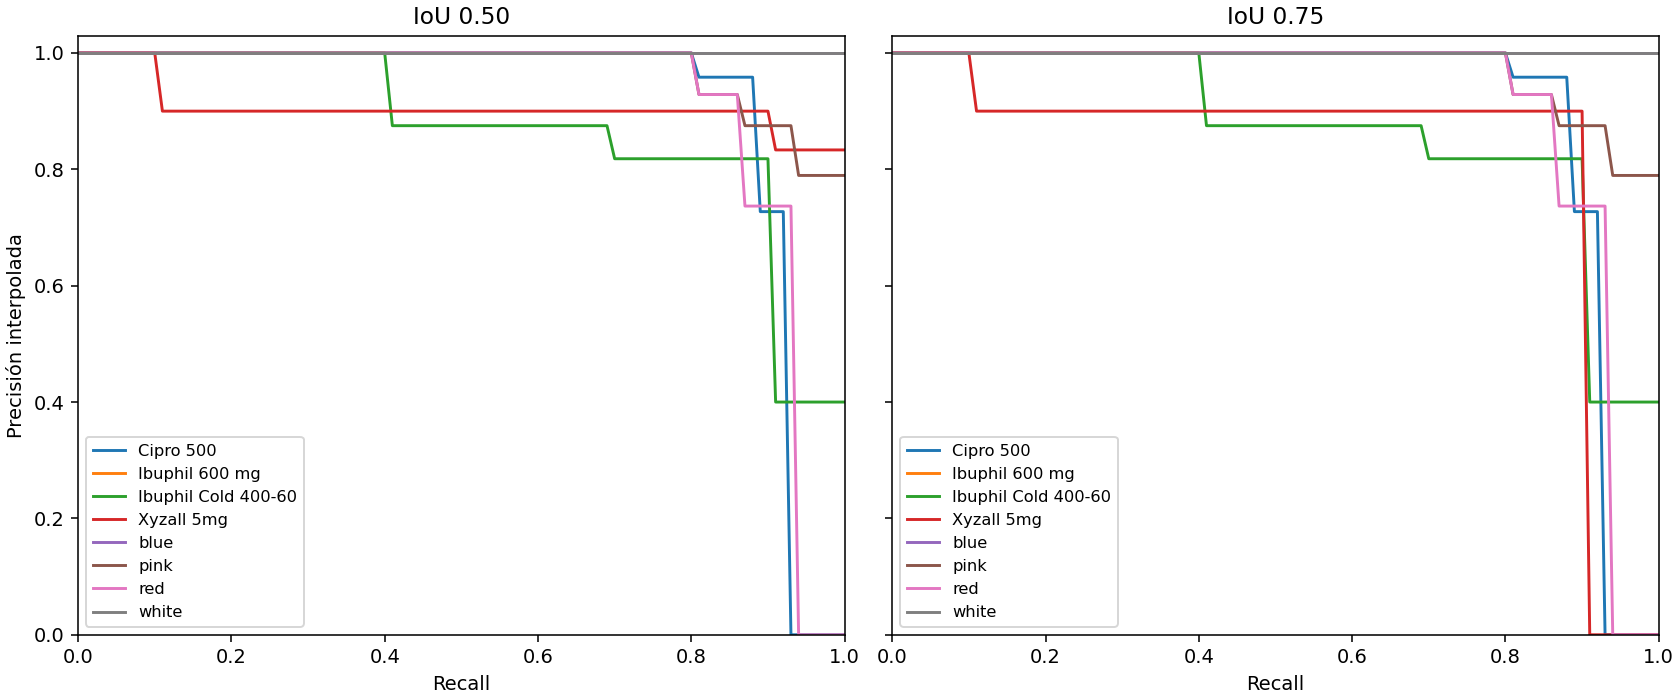 IoU 0.50
1.0
0.8
0.6
0.4
0.2
0.0
Precisión interpolada
Cipro 500
Ibuphil 600 mg
Ibuphil Cold 400-60
Xyzall 5mg
blue
pink
red
white
0.0 0.2 0.4 0.6 0.8 1.0
Recall
IoU 0.75
Cipro 500
Ibuphil 600 mg
Ibuphil Cold 400-60
Xyzall 5mg
blue
pink
red
white
0.0 0.2 0.4 0.6 0.8 1.0
Recall